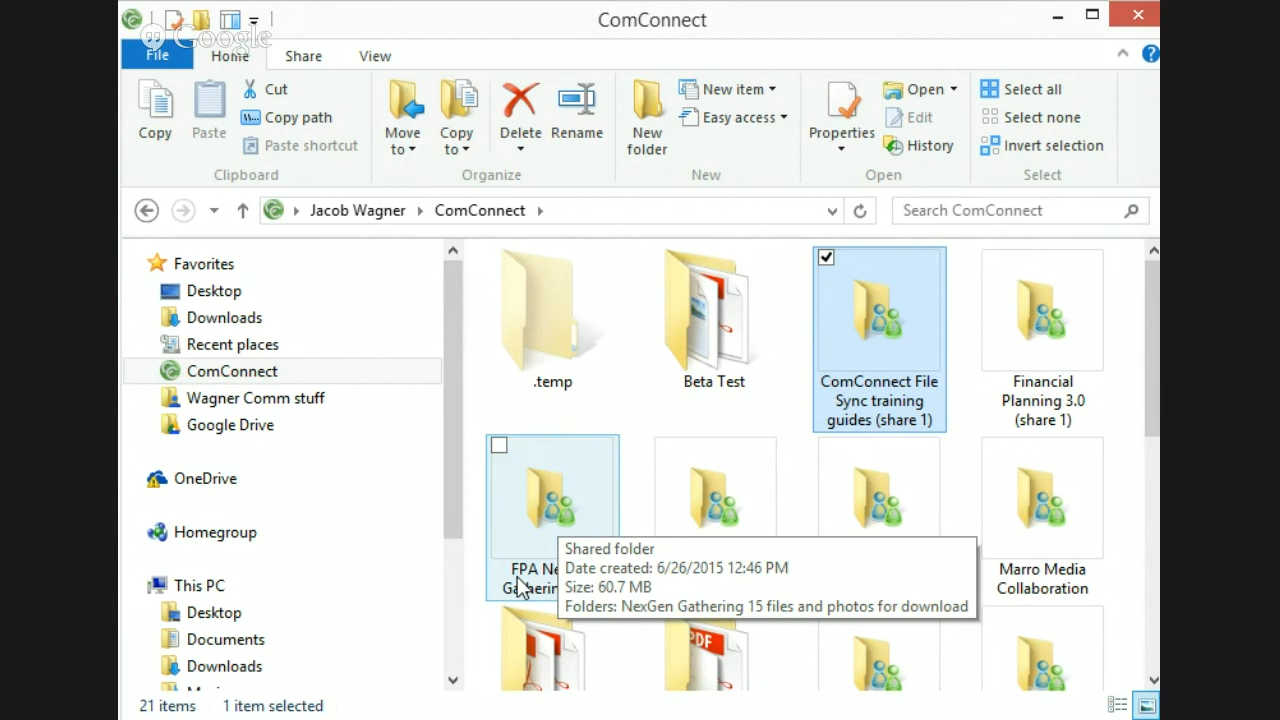 ComConnect
Google
File
Home
Share
View
Copy
Paste
Cut
Copy path
Paste shortcut
Clipboard
Move to
Copy to
Delete
Rename
Organize
New folder
New item
Easy access
New
Properties
Open
Edit
History
Open
Select all
Select none
Invert selection
Select
Jacob Wagner
ComConnect
Search ComConnect
Favorites
Desktop
Downloads
Recent places
ComConnect
Wagner Comm stuff
Google Drive
OneDrive
Homegroup
This PC
Desktop
Documents
Downloads
.temp
Beta Test
ComConnect File
Sync training
guides (share 1)
Financial
Planning 3.0
(share 1)
FPA Ne
Gatherin
Shared folder
Date created: 6/26/2015 12:46 PM
Size: 60.7 MB
Folders: NexGen Gathering 15 files and photos for download
Marro Media
Collaboration
PDF
21 items
1 item selected